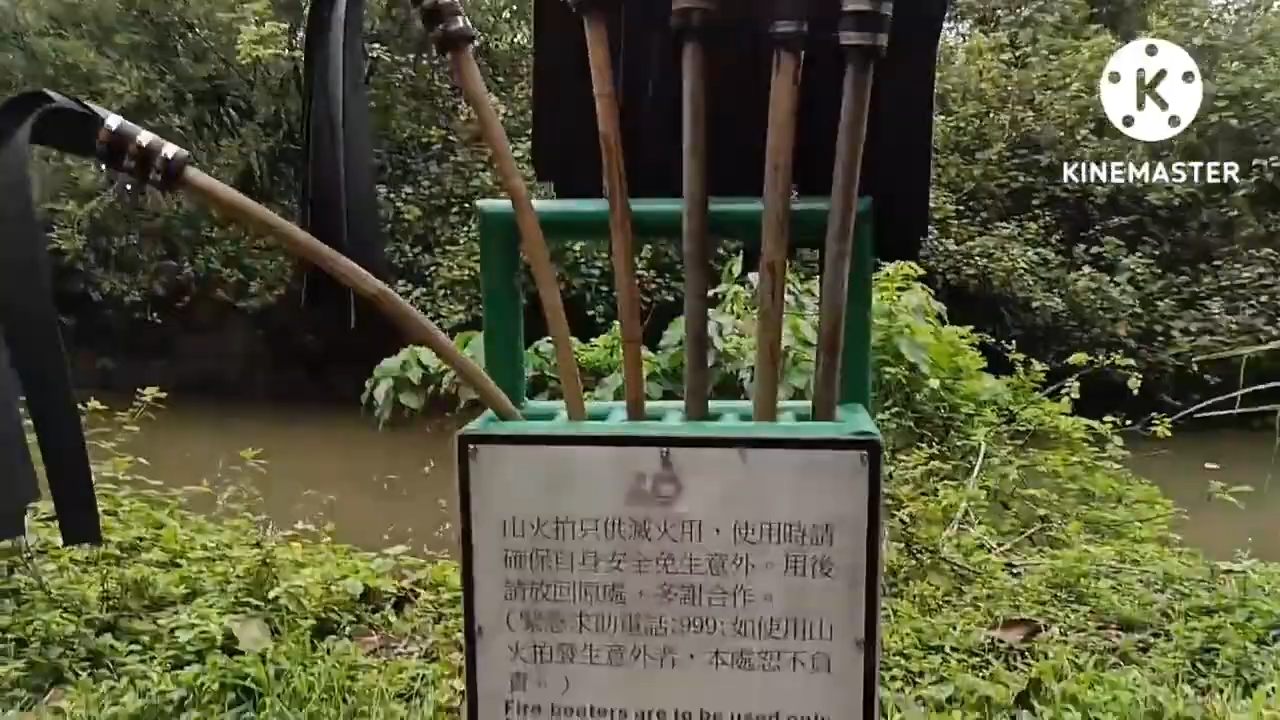 K
KINEMASTER
山火拍只供滅火用，使用時請
確保自身安全免生意外。用後
請放回原處，多謝合作。
（緊急求助電話:999;如使用山
火拍發生意外者，本處恕不負
責。）
Fire beaters are to be used only